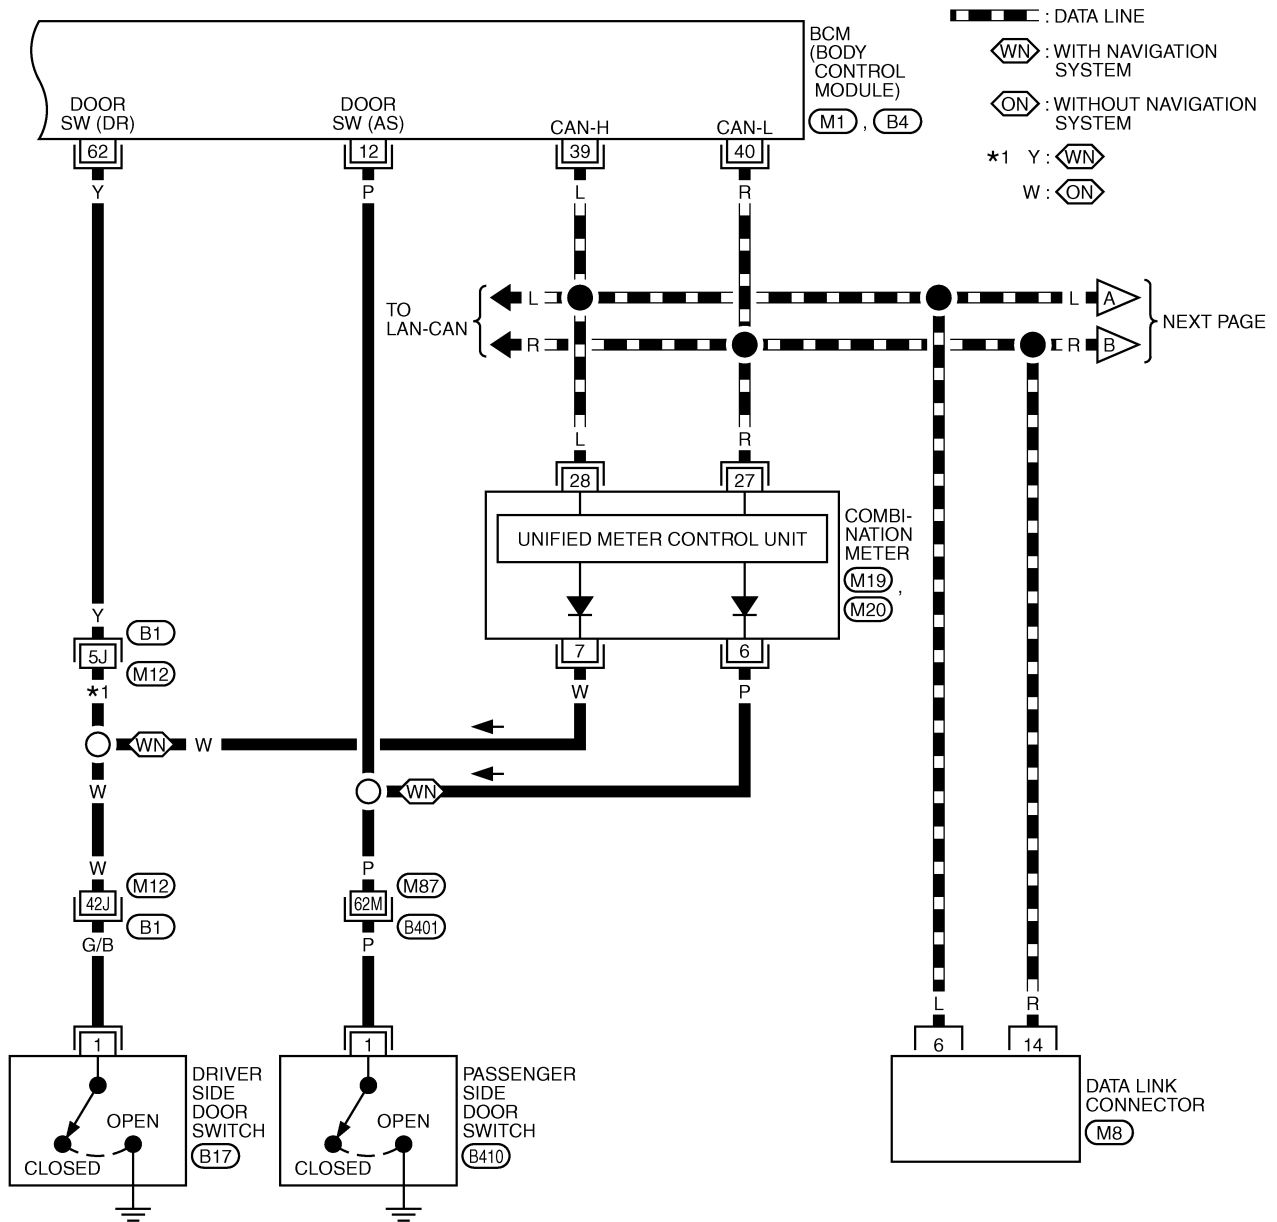 BCM
(BODY
CONTROL
MODULE)
M1 , B4
: DATA LINE
WN : WITH NAVIGATION
SYSTEM
ON : WITHOUT NAVIGATION
SYSTEM
*1 Y : WN
W : ON
DOOR
SW (DR)
DOOR
SW (AS)
CAN-H
CAN-L
62
12
39
40
Y
P
L
R
TO
LAN-CAN
L
L
A
R
R
B
NEXT PAGE
L
R
28
27
UNIFIED METER CONTROL UNIT
COMBI-
NATION
METER
M19 ,
M20
7
6
Y
B1
5J
M12
*1
W
P
WN
W
WN
W
W
P
M12
42J
B1
G/B
M87
62M
B401
P
L
R
1
1
6
14
DRIVER
SIDE
DOOR
SWITCH
B17
OPEN
CLOSED
PASSENGER
SIDE
DOOR
SWITCH
B410
OPEN
CLOSED
DATA LINK
CONNECTOR
M8